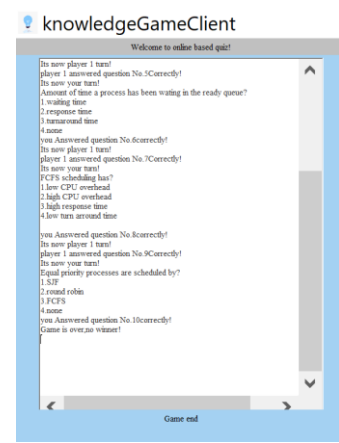 knowledgeGameClient
Welcome to online based quiz!
Its now player 1 turn!
player 1 answered question No.5Correctly!
Its now your turn!
Amount of time a process has been wating in the ready queue?
1.waiting time
2.response time
3.turnaround time
4.none
you Answered question No.6correctly!
Its now player 1 turn!
player 1 answered question No.7Correctly!
Its now your turn!
FCFS scheduling has?
1.low CPU overhead
2.high CPU overhead
3.high response time
4.low turn arround time
you Answered question No.8correctly!
Its now player 1 turn!
player 1 answered question No.9Correctly!
Its now your turn!
Equal priority processes are scheduled by?
1.SJF
2.round robin
3.FCFS
4.none
you Answered question No.10correctly!
Game is over,no winner!
Game end